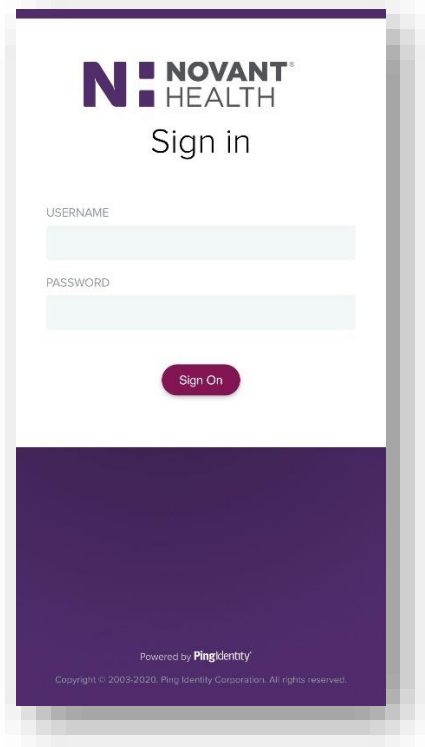 NOVANT®
HEALTH
Sign in
USERNAME
PASSWORD
Sign On
Powered by PingIdentity®
Copyright © 2003-2020. Ping Identity Corporation. All rights reserved.